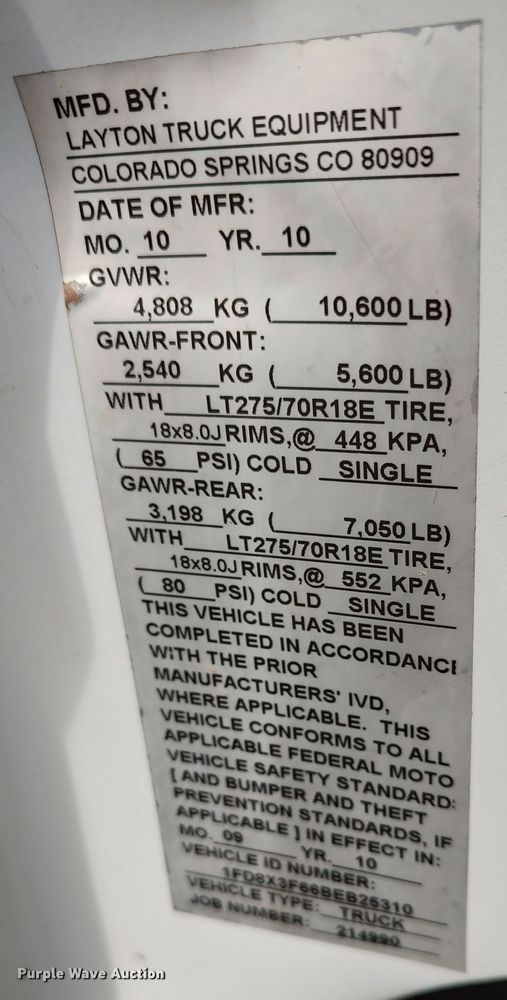 MFD. BY:
LAYTON TRUCK EQUIPMENT
COLORADO SPRINGS CO 80909
DATE OF MFR:
MO. 10 YR. 10
GVWR:
4,808 KG ( 10,600 LB)
GAWR-FRONT:
2,540 KG ( 5,600 LB)
WITH LT275/70R18E TIRE,
18x8.0J RIMS,@ 448 KPA,
( 65 PSI) COLD SINGLE
GAWR-REAR:
3,198 KG ( 7,050 LB)
WITH LT275/70R18E TIRE,
18x8.0J RIMS,@ 552 KPA,
( 80 PSI) COLD SINGLE
THIS VEHICLE HAS BEEN
COMPLETED IN ACCORDANCE
WITH THE PRIOR
MANUFACTURERS' IVD,
WHERE APPLICABLE. THIS
VEHICLE CONFORMS TO ALL
APPLICABLE FEDERAL MOTO
VEHICLE SAFETY STANDARDS
[ AND BUMPER AND THEFT
PREVENTION STANDARDS, IF
APPLICABLE ] IN EFFECT IN:
MO. 09 YR. 10
VEHICLE ID NUMBER:
1FD8X3F66BEB25310
VEHICLE TYPE: TRUCK
JOB NUMBER: 214990
Purple Wave Auction